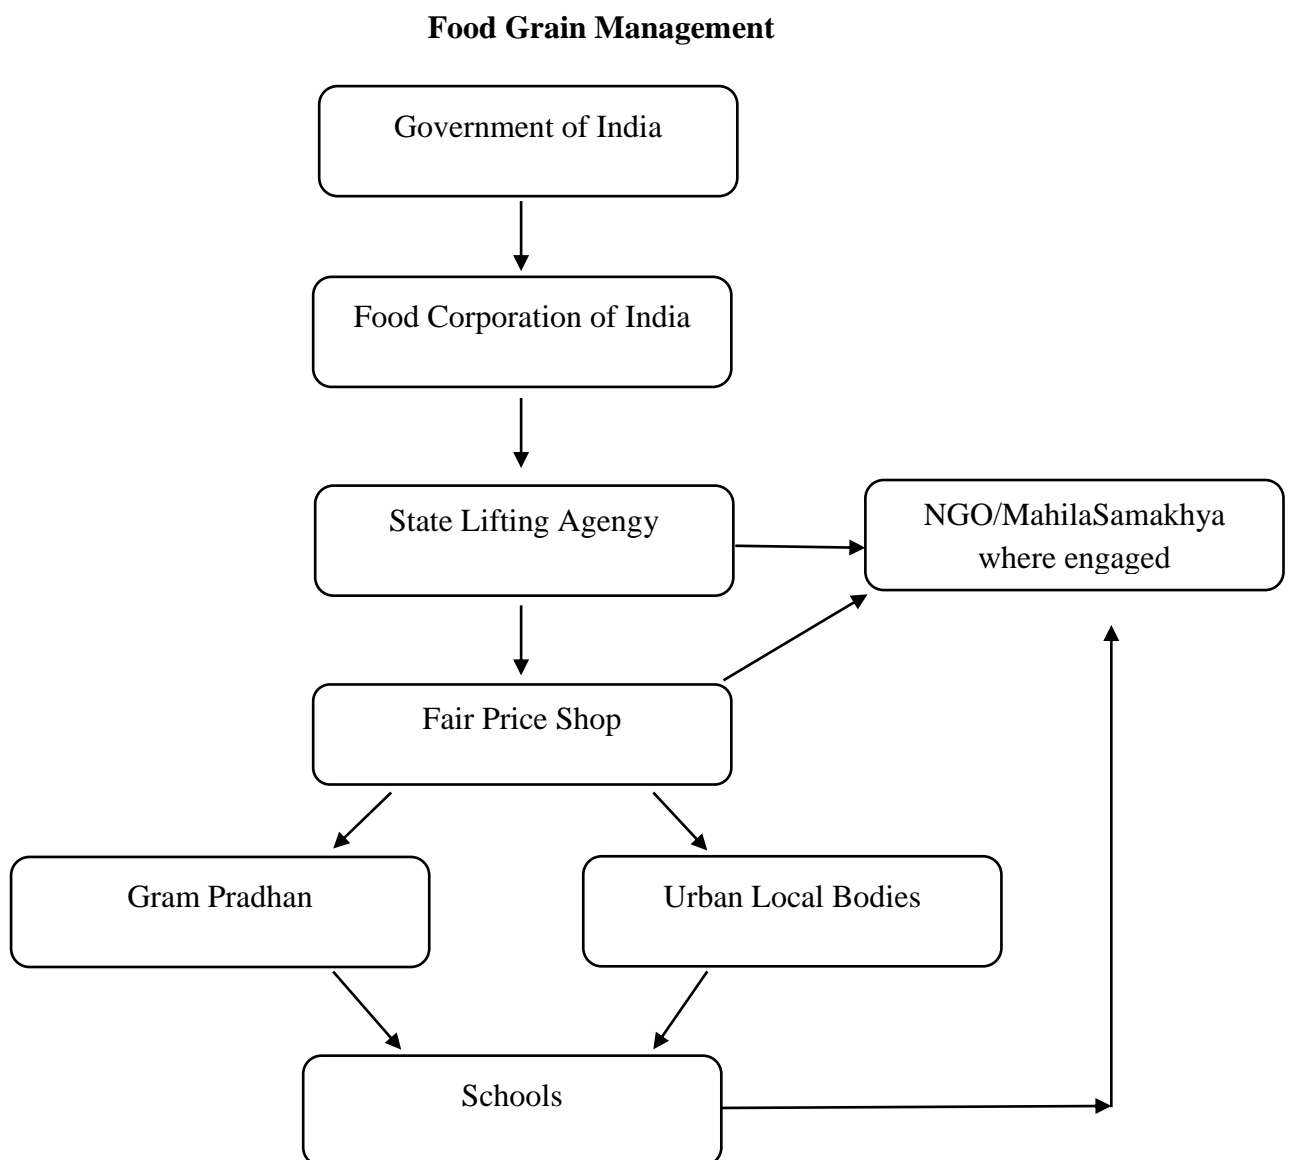 Food Grain Management
Government of India
Food Corporation of India
State Lifting Agengy
NGO/MahilaSamakhya
where engaged
Fair Price Shop
Gram Pradhan
Urban Local Bodies
Schools